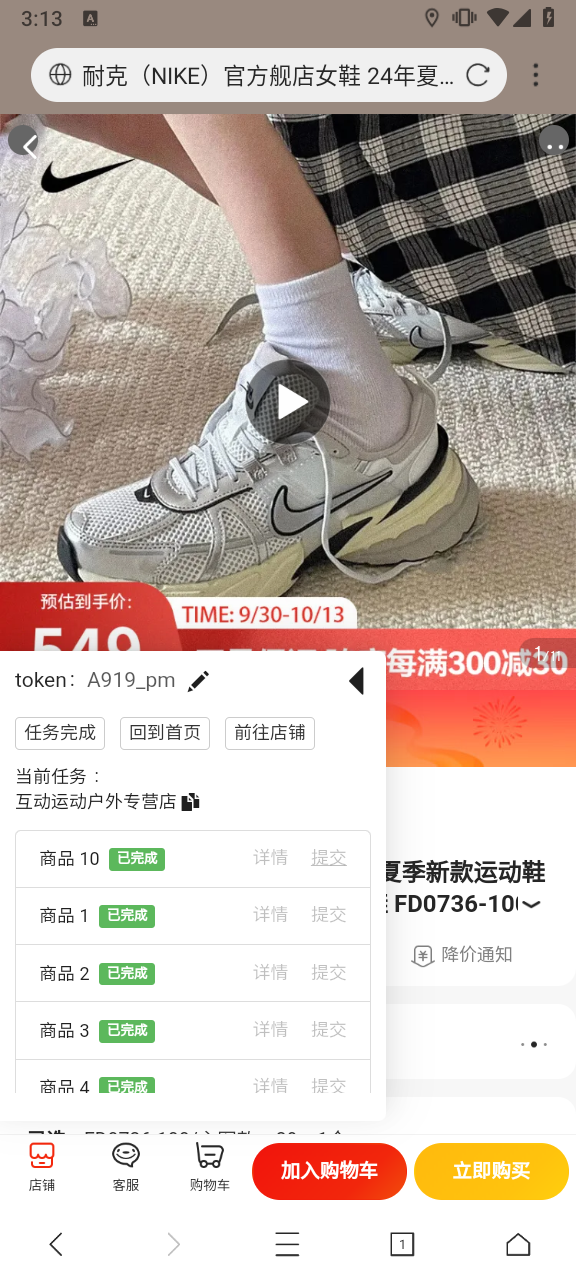 3:13
A
耐克（NIKE）官方舰店女鞋 24年夏...
预估到手价:
TIME: 9/30-10/13
549
每满300减30
1/11
token： A919_pm
任务完成 回到首页 前往店铺
当前任务：
互动运动户外专营店
商品 10 已完成 详情 提交
商品 1 已完成 详情 提交
商品 2 已完成 详情 提交
商品 3 已完成 详情 提交
商品 4 已完成 详情 提交
夏季新款运动鞋
FD0736-100
降价通知
店铺 客服 购物车 加入购物车 立即购买
1